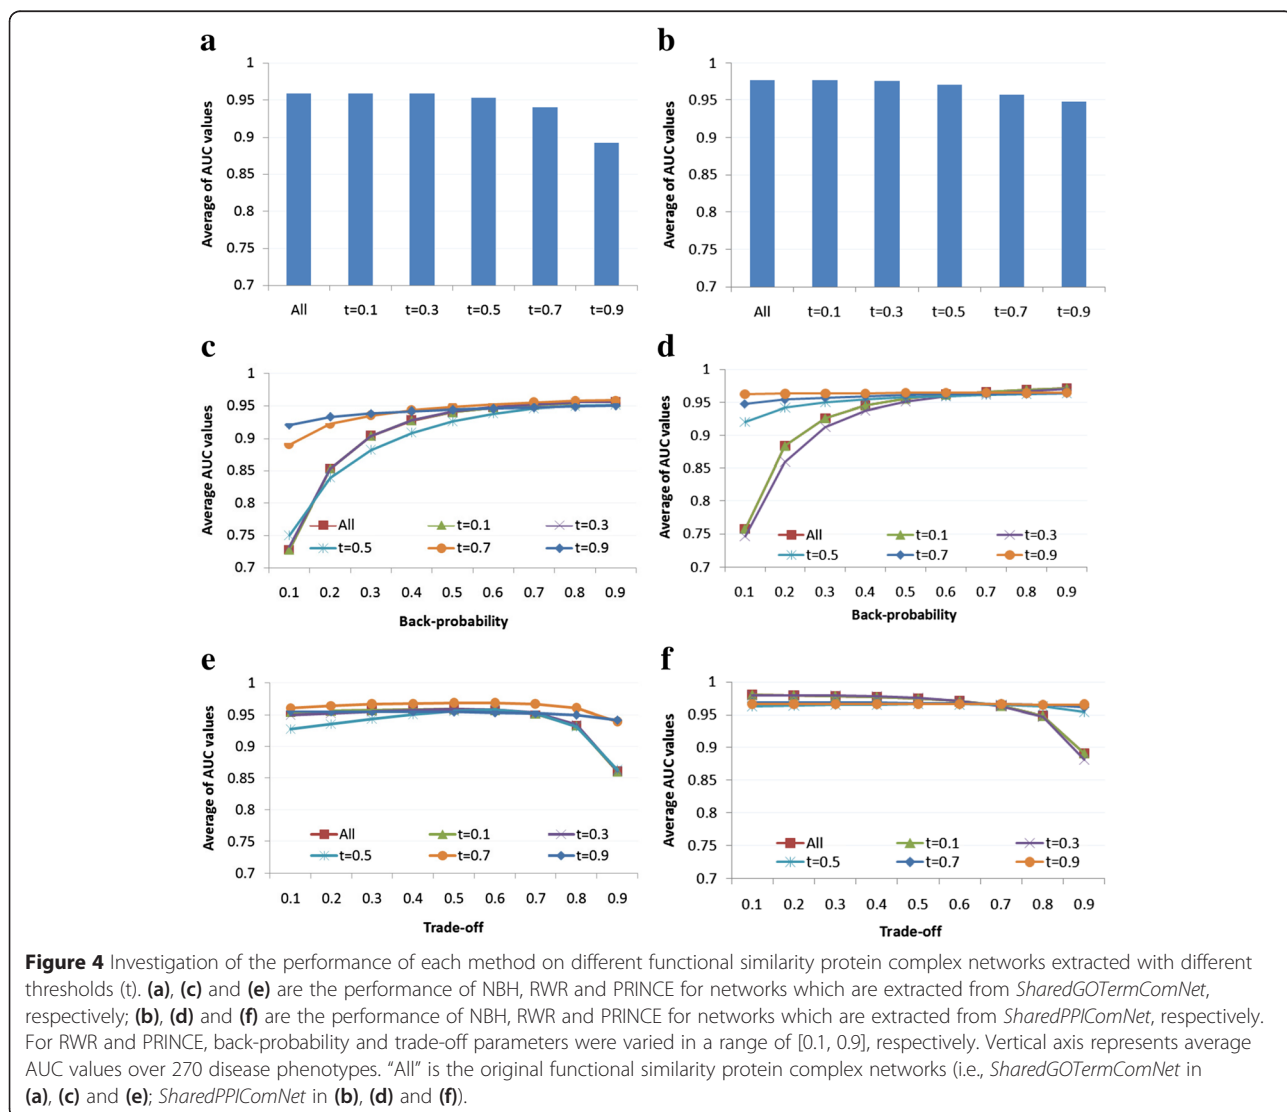 a
Average of AUC values
1
0.95
0.9
0.85
0.8
0.75
0.7
All t=0.1 t=0.3 t=0.5 t=0.7 t=0.9
b
Average of AUC values
1
0.95
0.9
0.85
0.8
0.75
0.7
All t=0.1 t=0.3 t=0.5 t=0.7 t=0.9
c
Average AUC values
1
0.95
0.9
0.85
0.8
0.75
0.7
All t=0.1 t=0.3
t=0.5 t=0.7 t=0.9
0.1 0.2 0.3 0.4 0.5 0.6 0.7 0.8 0.9
Back-probability
d
Average of AUC values
1
0.95
0.9
0.85
0.8
0.75
0.7
All t=0.1 t=0.3
t=0.5 t=0.7 t=0.9
0.1 0.2 0.3 0.4 0.5 0.6 0.7 0.8 0.9
Back-probability
e
Average of AUC values
1
0.95
0.9
0.85
0.8
0.75
0.7
All t=0.1 t=0.3
t=0.5 t=0.7 t=0.9
0.1 0.2 0.3 0.4 0.5 0.6 0.7 0.8 0.9
Trade-off
f
Average AUC values
1
0.95
0.9
0.85
0.8
0.75
0.7
All t=0.1 t=0.3
t=0.5 t=0.7 t=0.9
0.1 0.2 0.3 0.4 0.5 0.6 0.7 0.8 0.9
Trade-off
Figure 4 Investigation of the performance of each method on different functional similarity protein complex networks extracted with different
thresholds (t). (a), (c) and (e) are the performance of NBH, RWR and PRINCE for networks which are extracted from SharedGOTermComNet,
respectively; (b), (d) and (f) are the performance of NBH, RWR and PRINCE for networks which are extracted from SharedPPIComNet, respectively.
For RWR and PRINCE, back-probability and trade-off parameters were varied in a range of [0.1, 0.9], respectively. Vertical axis represents average
AUC values over 270 disease phenotypes. “All” is the original functional similarity protein complex networks (i.e., SharedGOTermComNet in
(a), (c) and (e); SharedPPIComNet in (b), (d) and (f)).